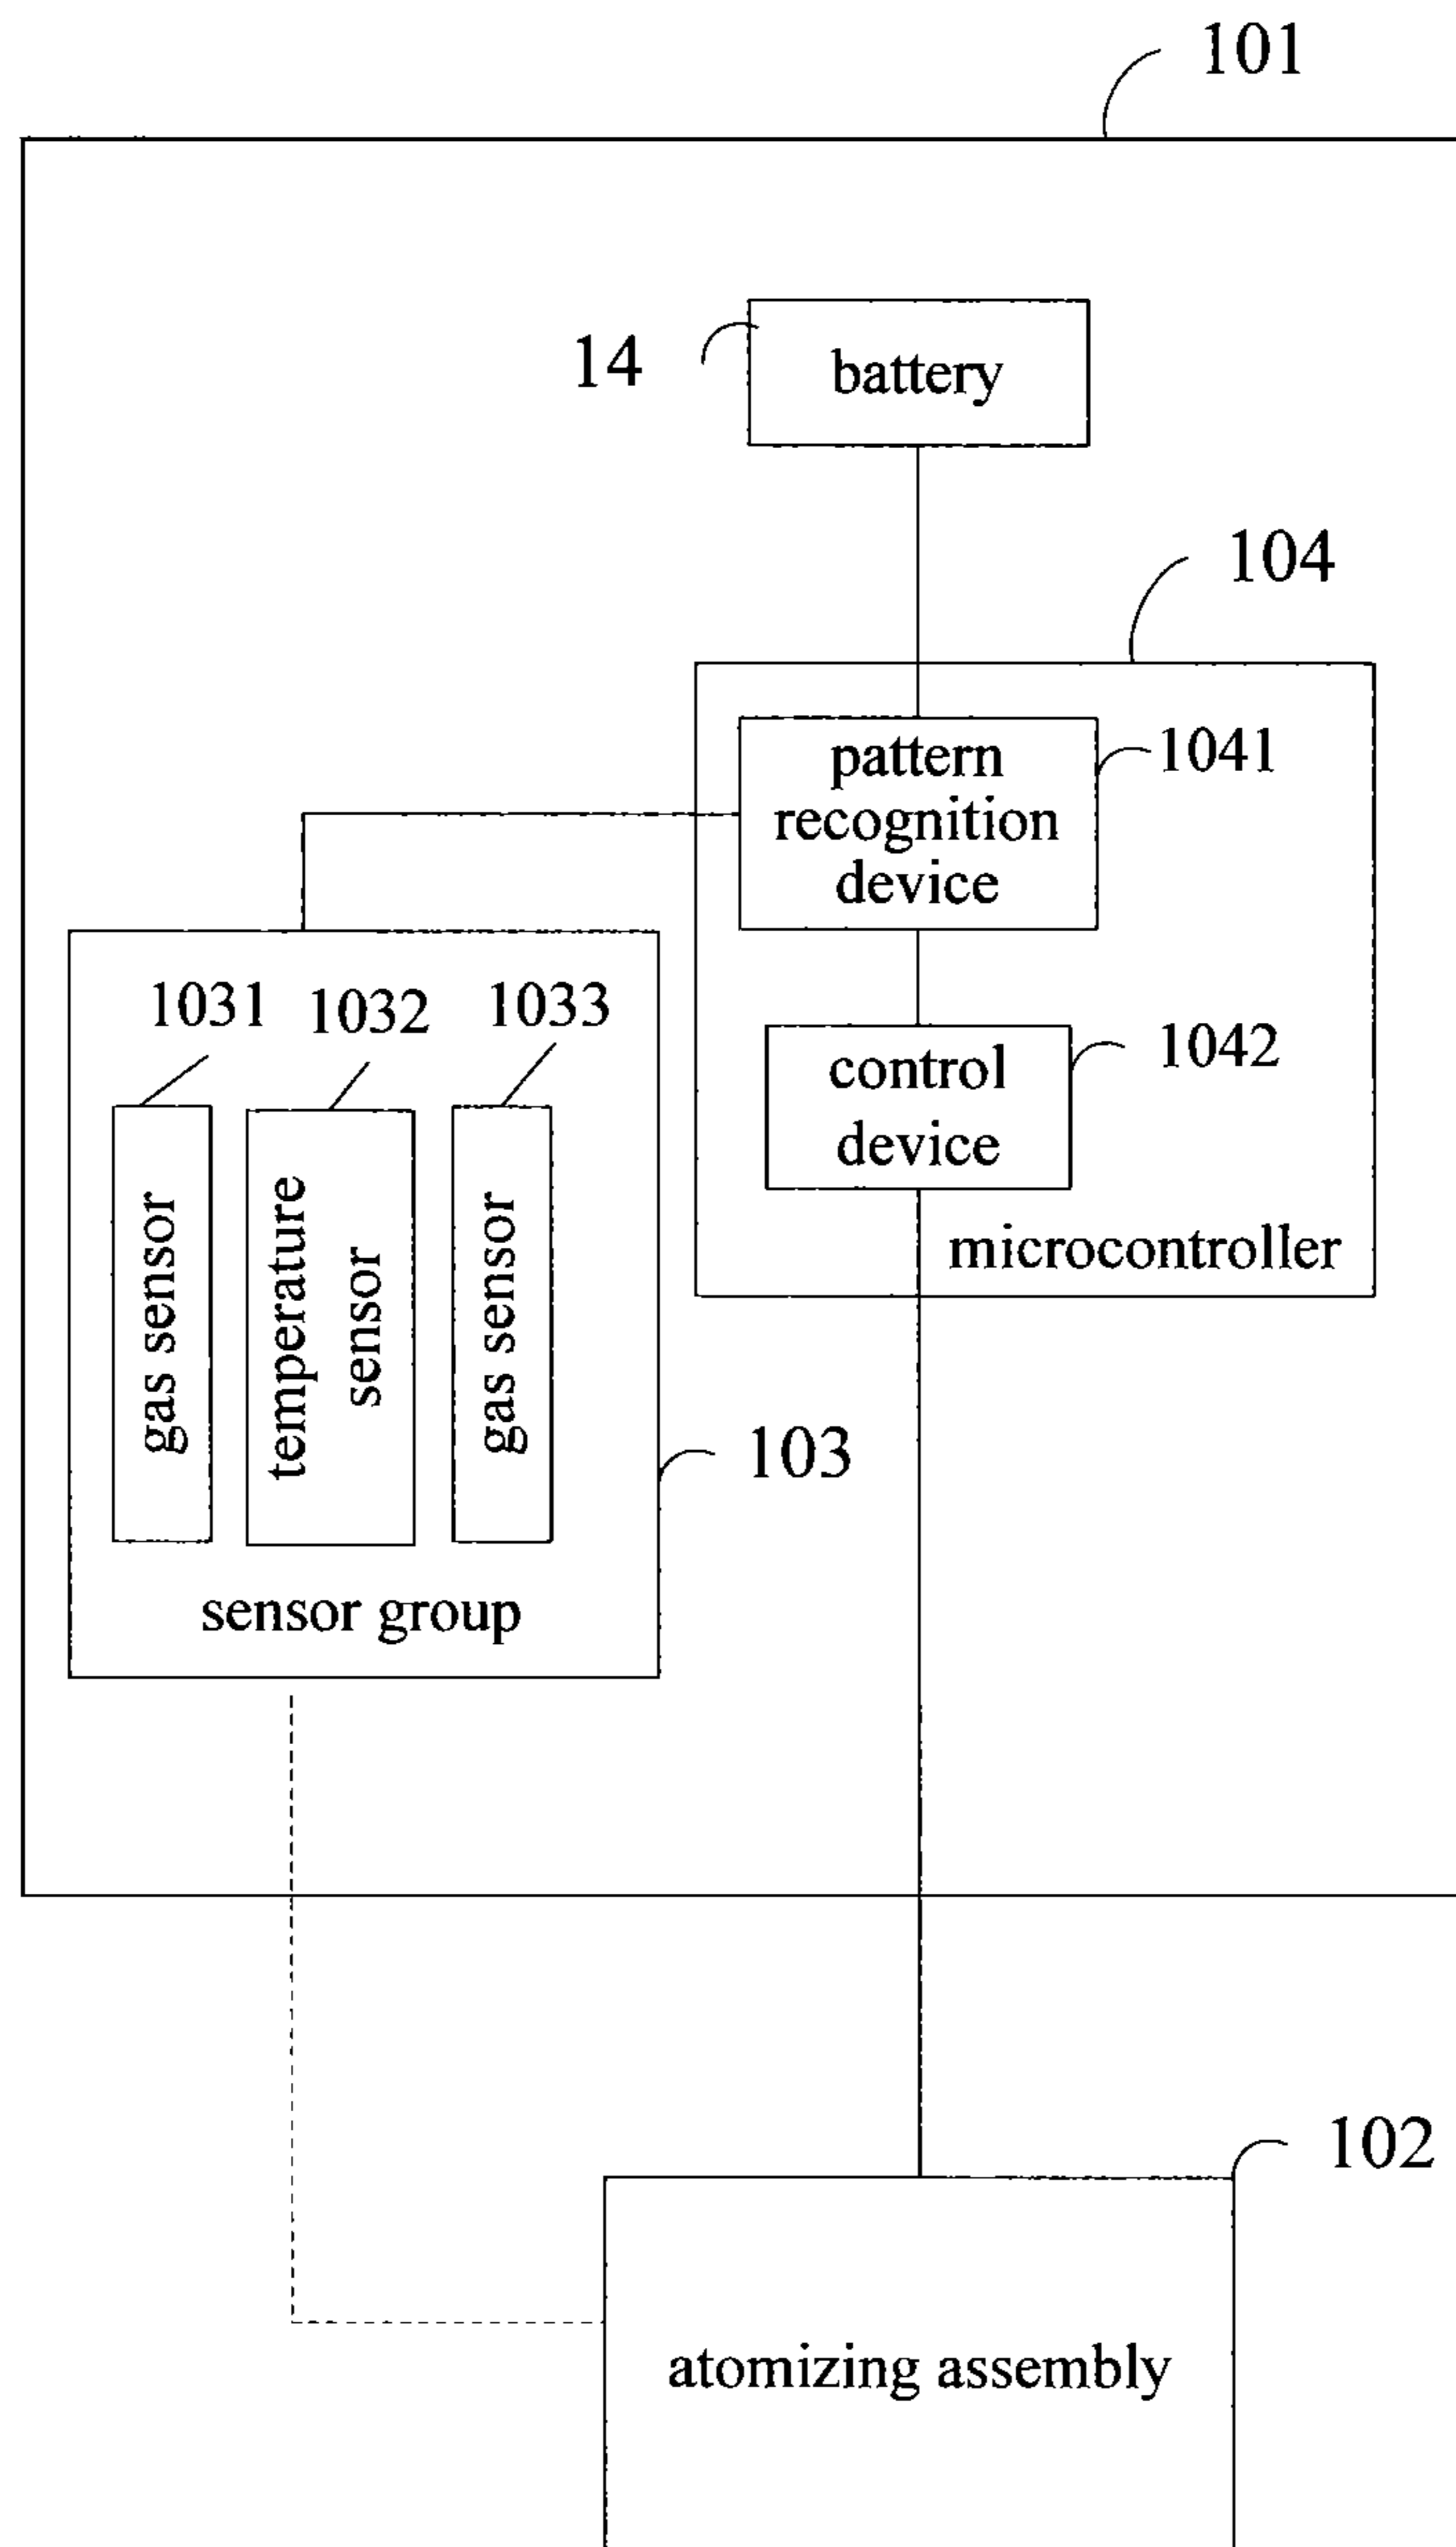 101
14
battery
104
pattern
recognition
device
1041
1031
1032
1033
control
device
1042
gas sensor
temperature
sensor
gas sensor
microcontroller
103
sensor group
102
atomizing assembly